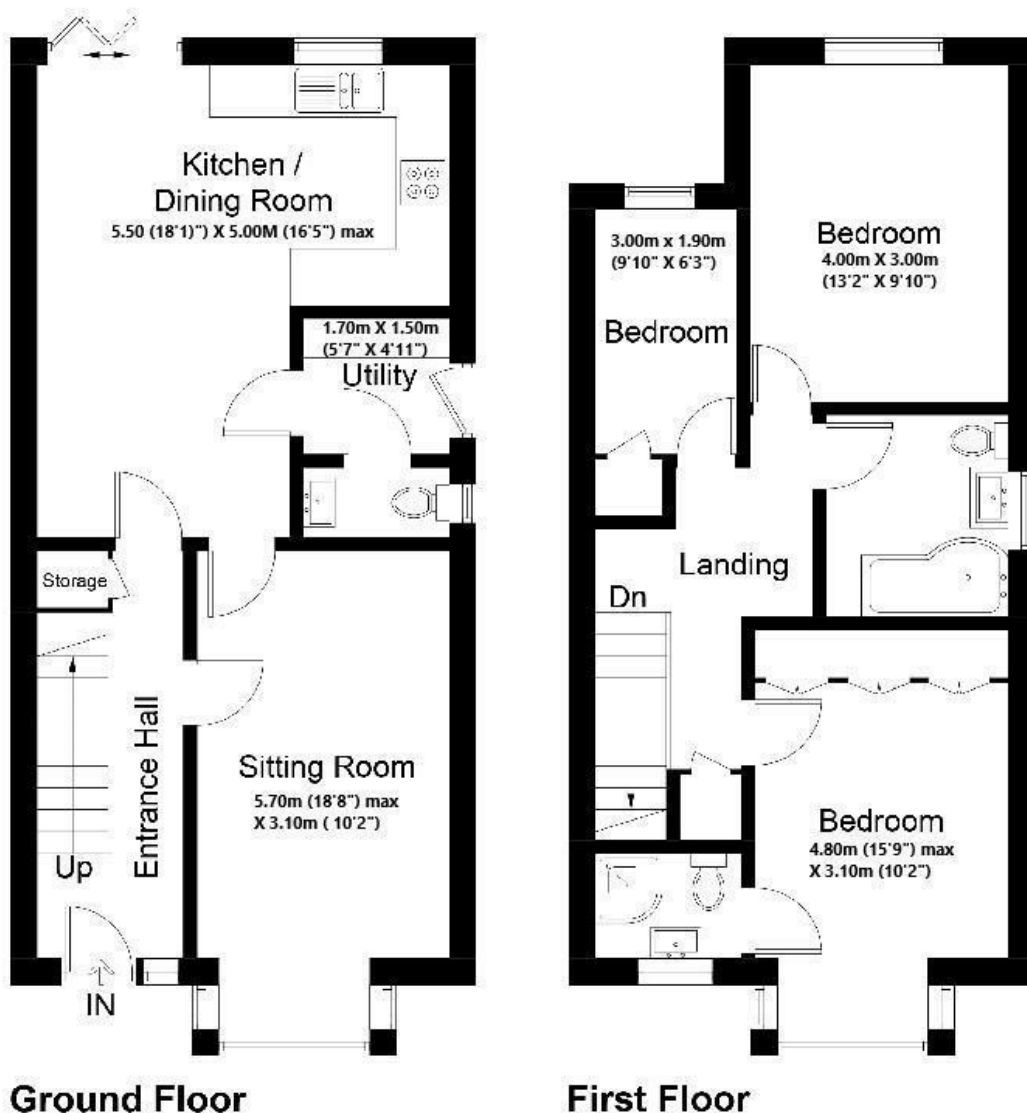 Kitchen /
Dining Room
5.50 (18'1)") X 5.00M (16'5") max
1.70m X 1.50m
(5'7" X 4'11")
Utility
Storage
Entrance Hall
Up
IN
Sitting Room
5.70m (18'8") max
X 3.10m ( 10'2")
Ground Floor
3.00m x 1.90m
(9'10" X 6'3")
Bedroom
Bedroom
4.00m X 3.00m
(13'2" X 9'10")
Landing
Dn
Bedroom
4.80m (15'9") max
X 3.10m (10'2")
First Floor